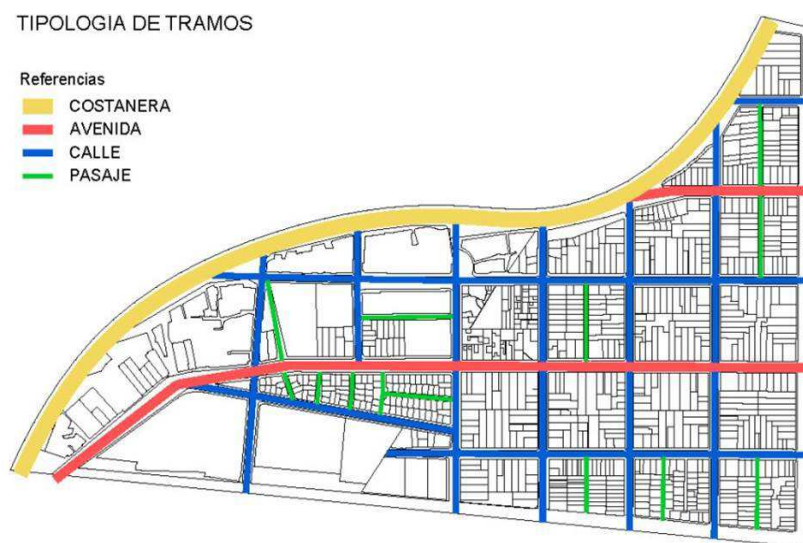 TIPOLOGIA DE TRAMOS
Referencias
COSTANERA
AVENIDA
CALLE
PASAJE